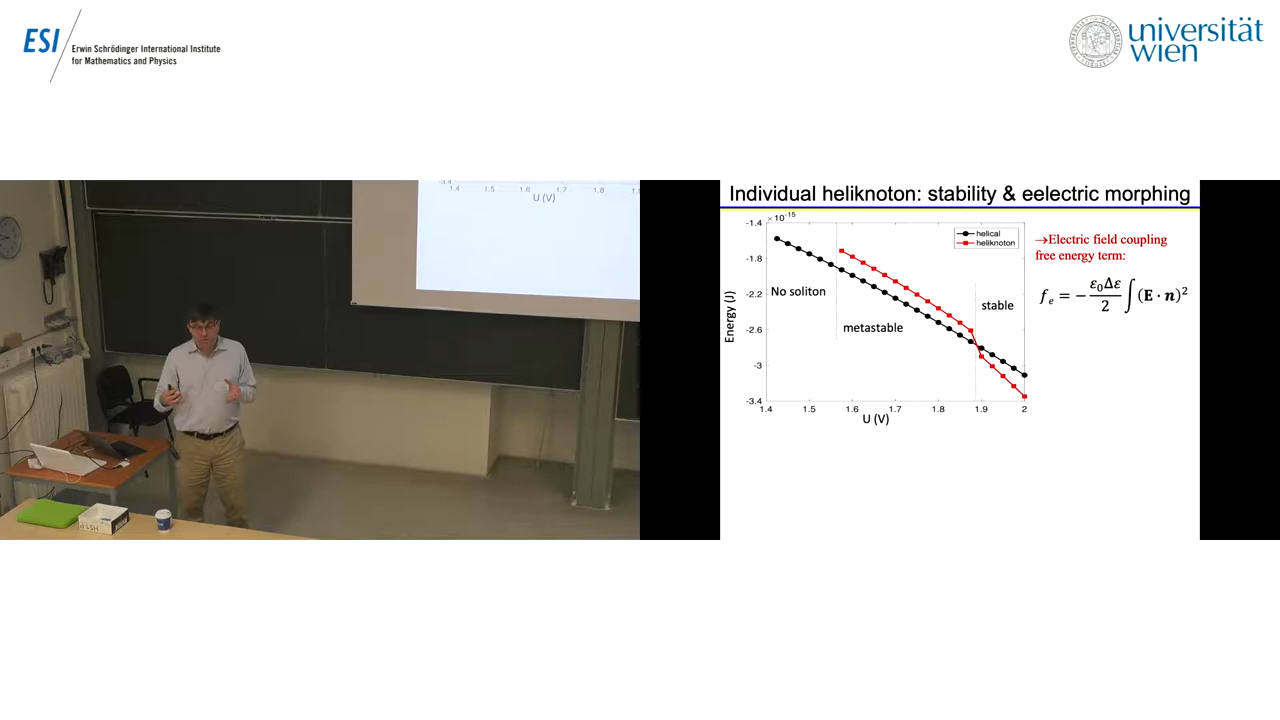 ESI
Erwin Schrödinger International Institute
for Mathematics and Physics
universität
wien
-3.4
1.4 1.5 1.6 1.7 1.8
U (V)
Individual heliknoton: stability & eelectric morphing
×10⁻¹⁵
-1.4
-1.8
-2.2
-2.6
-3
-3.4
Energy (J)
helical
heliknoton
No soliton
metastable
stable
1.4 1.5 1.6 1.7 1.8 1.9 2
U (V)
→Electric field coupling
free energy term:
fₑ = − ε₀Δε/2 ∫(E · n)²